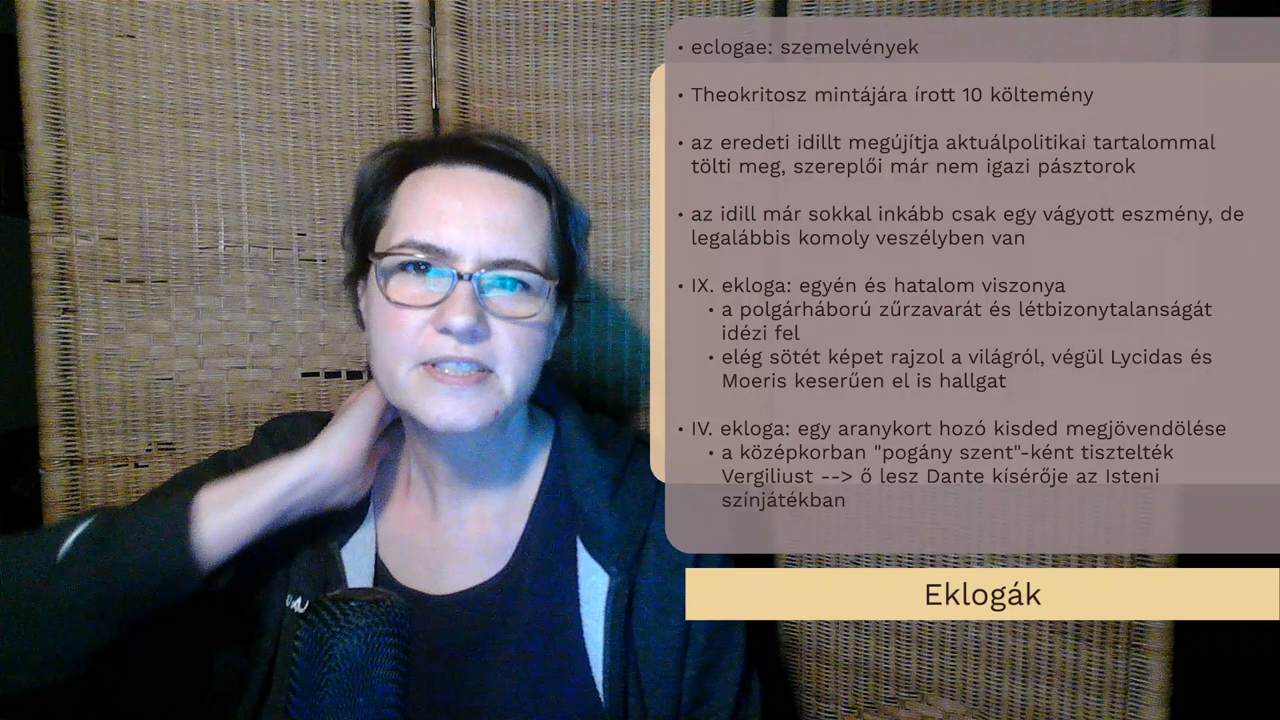 • eclogae: szemelvények
• Theokritosz mintájára írott 10 költemény
• az eredeti idillt megújítja aktuálpolitikai tartalommal
tölti meg, szereplői már nem igazi pásztorok
• az idill már sokkal inkább csak egy vágyott eszmény, de
legalábbis komoly veszélyben van
• IX. ekloga: egyén és hatalom viszonya
• a polgárháború zűrzavarát és létbizonytalanságát
idézi fel
• elég sötét képet rajzol a világról, végül Lycidas és
Moeris keserűen el is hallgat
• IV. ekloga: egy aranykort hozó kisded megjövendölése
• a középkorban "pogány szent"-ként tisztelték
Vergiliust --> ő lesz Dante kísérője az Isteni
színjátékban
Eklogák